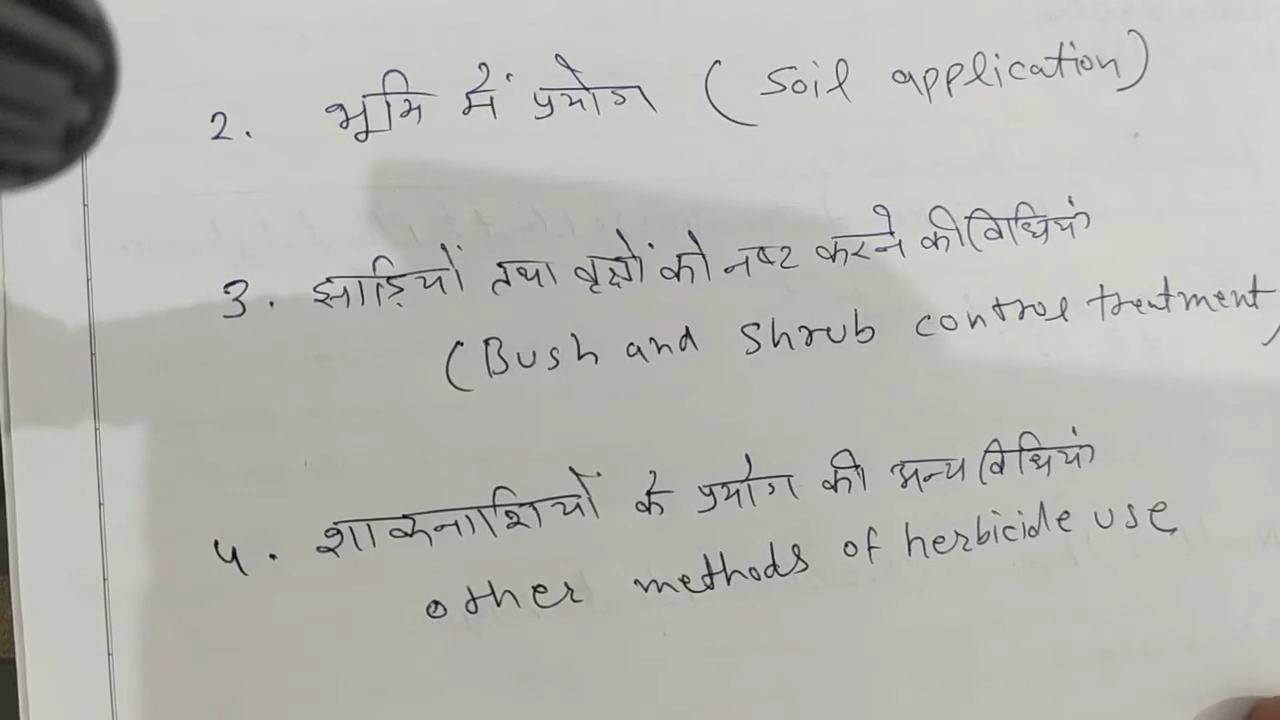 2. भूमि में प्रयोग (Soil application)
3. झाड़ियों तथा वृक्षों को नष्ट करने की विधियां
(Bush and Shrub control treatment)
4. शाकनाशियों के प्रयोग की अन्य विधियां
other methods of herbicide use